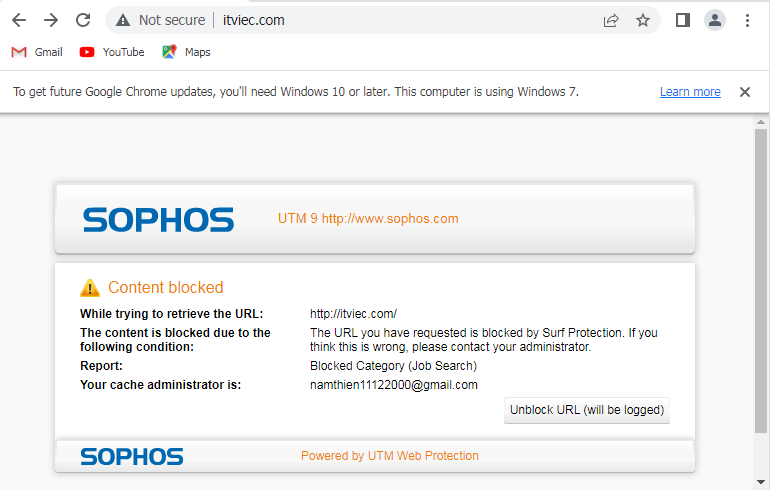 Not secure | itviec.com
Gmail YouTube Maps
To get future Google Chrome updates, you'll need Windows 10 or later. This computer is using Windows 7. Learn more
SOPHOS UTM 9 http://www.sophos.com
Content blocked
While trying to retrieve the URL: http://itviec.com/
The content is blocked due to the The URL you have requested is blocked by Surf Protection. If you
following condition: think this is wrong, please contact your administrator.
Report: Blocked Category (Job Search)
Your cache administrator is: namthien11122000@gmail.com
Unblock URL (will be logged)
SOPHOS Powered by UTM Web Protection